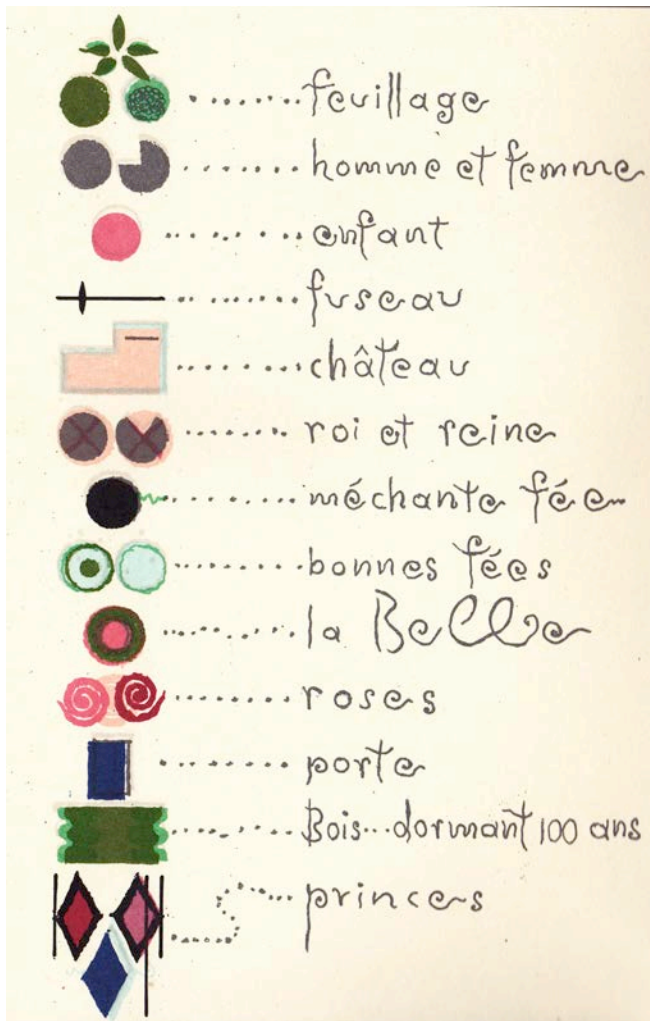 feuillage
homme et femme
enfant
fuseau
château
roi et reine
méchante fée
bonnes fées
la Belle
roses
porte
Bois...dormant 100 ans
princes